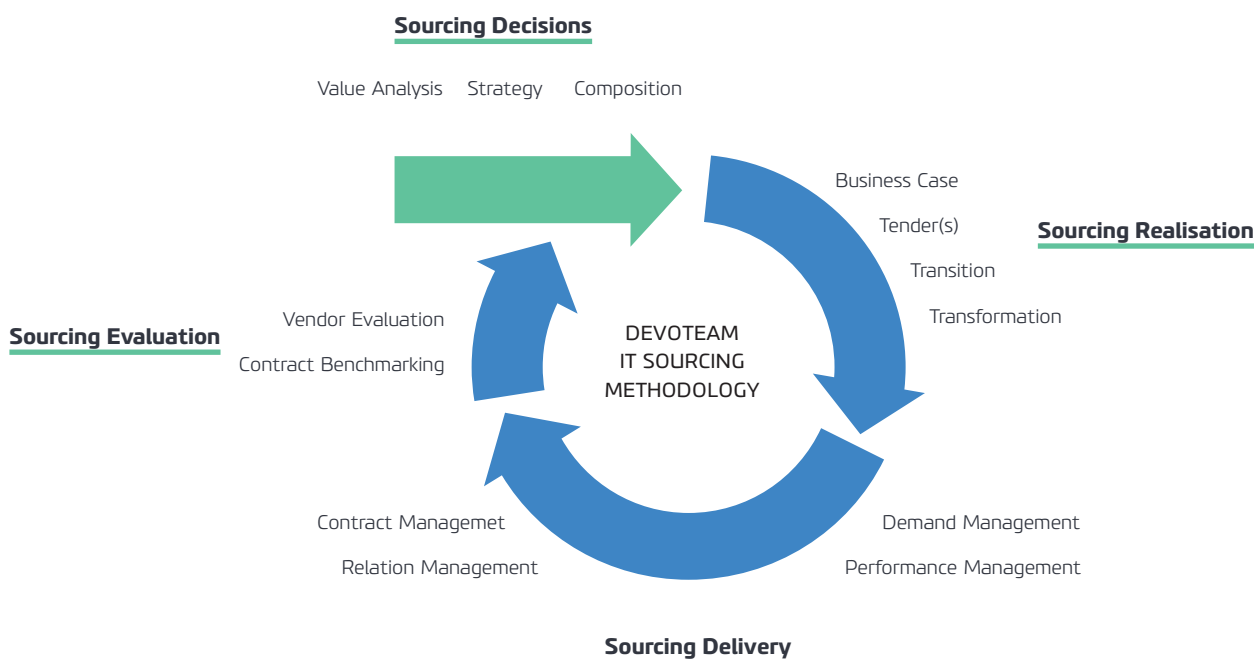 Sourcing Decisions
Value Analysis Strategy Composition
Business Case
Tender(s)
Sourcing Realisation
Transition
Transformation
Vendor Evaluation
Sourcing Evaluation
Contract Benchmarking
DEVOTEAM
IT SOURCING
METHODOLOGY
Contract Managemet
Relation Management
Demand Management
Performance Management
Sourcing Delivery